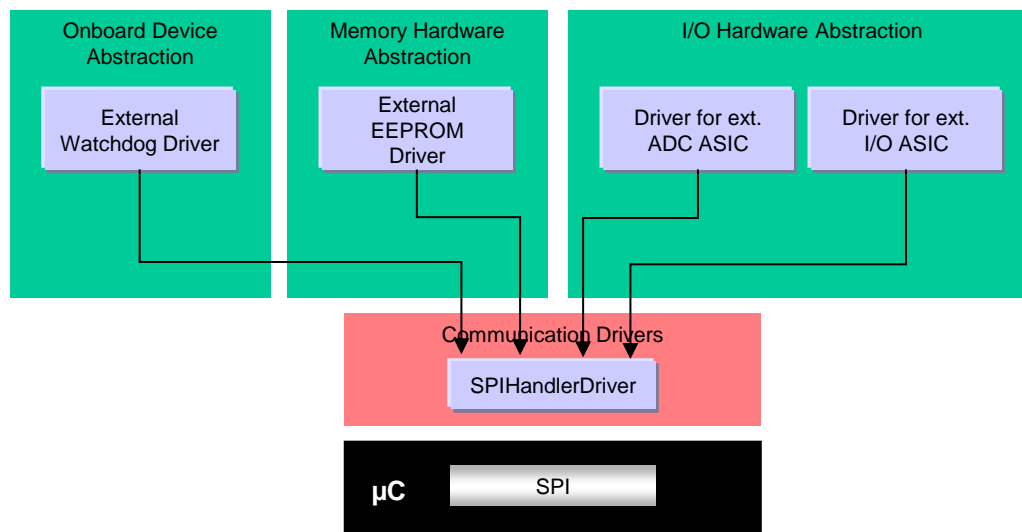 Onboard Device
Abstraction
External
Watchdog Driver
Memory Hardware
Abstraction
External
EEPROM
Driver
I/O Hardware Abstraction
Driver for ext.
ADC ASIC
Driver for ext.
I/O ASIC
Communication Drivers
SPIHandlerDriver
µC
SPI